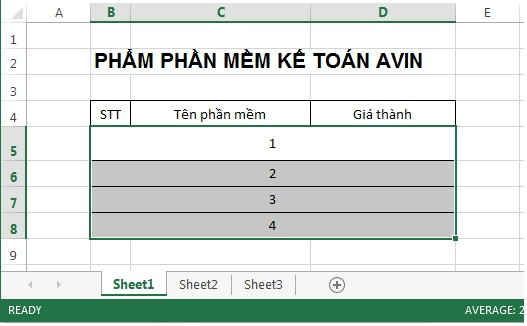 A B C D E
1
2 PHẨM PHẦN MỀM KẾ TOÁN AVIN
3
4 STT Tên phần mềm Giá thành
5 1
6 2
7 3
8 4
9
Sheet1 Sheet2 Sheet3
READY AVERAGE: 2